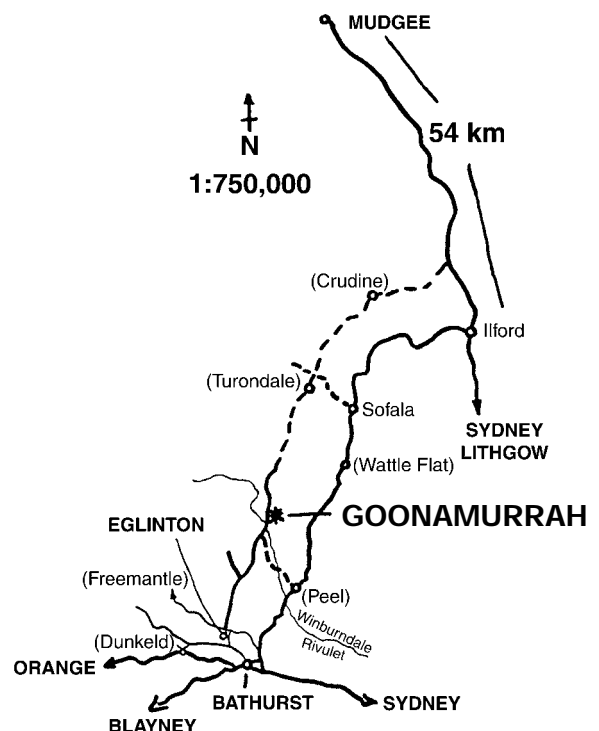 MUDGEE
54 km
N
1:750,000
(Crudine)
Ilford
(Turondale)
Sofala
SYDNEY
LITHGOW
(Wattle Flat)
GOONAMURRAH
EGLINTON
(Freemantle)
(Peel)
Winburndale
Rivulet
(Dunkeld)
ORANGE
BATHURST
SYDNEY
BLAYNEY